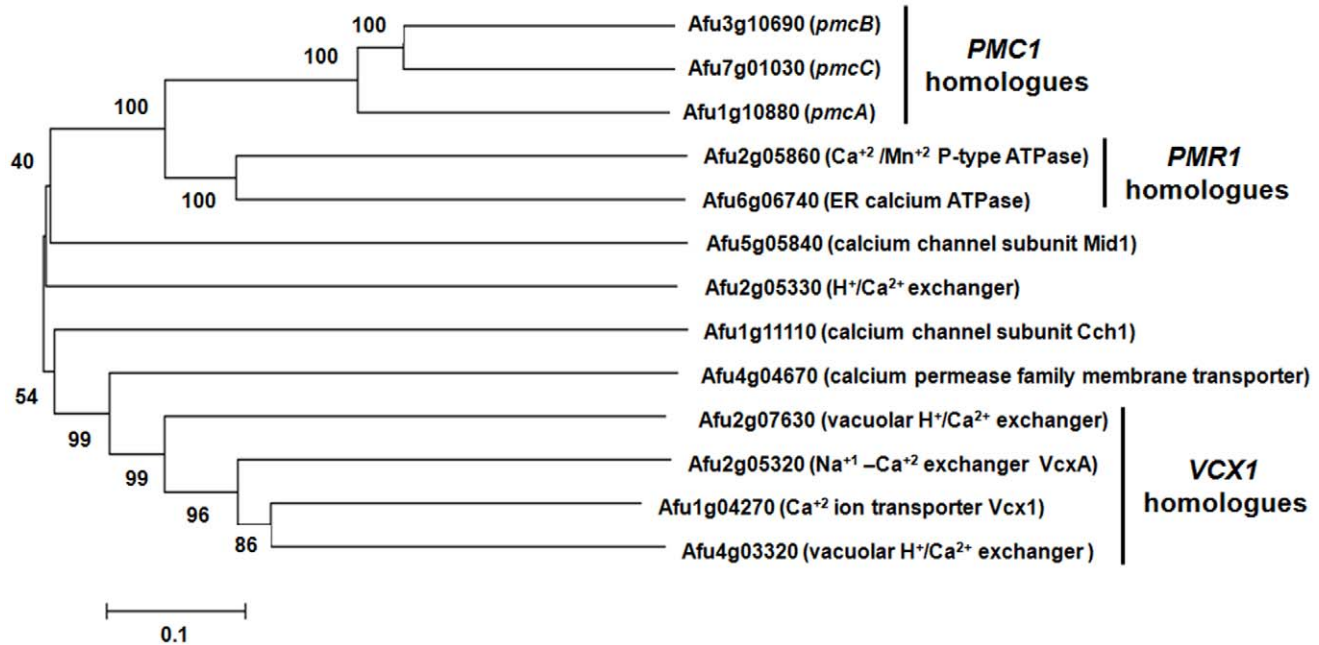 100
Afu3g10690 (pmcB)
100
Afu7g01030 (pmcC)
PMC1
homologues
100
Afu1g10880 (pmcA)
40
Afu2g05860 (Ca⁺² /Mn⁺² P-type ATPase)
100
Afu6g06740 (ER calcium ATPase)
PMR1
homologues
Afu5g05840 (calcium channel subunit Mid1)
Afu2g05330 (H⁺/Ca²⁺ exchanger)
Afu1g11110 (calcium channel subunit Cch1)
54
Afu4g04670 (calcium permease family membrane transporter)
99
Afu2g07630 (vacuolar H⁺/Ca²⁺ exchanger)
99
Afu2g05320 (Na⁺¹ –Ca⁺² exchanger VcxA)
96
Afu1g04270 (Ca⁺² ion transporter Vcx1)
86
Afu4g03320 (vacuolar H⁺/Ca²⁺ exchanger )
VCX1
homologues
0.1